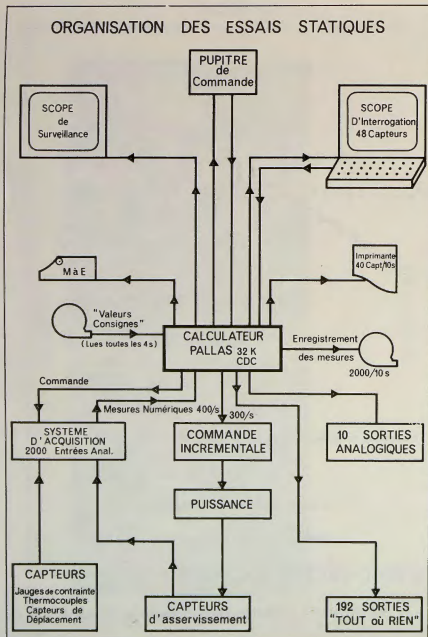 ORGANISATION DES ESSAIS STATIQUES
PUPITRE
de
Commande
SCOPE
de
Surveillance
SCOPE
D'Interrogation
48 Capteurs
M à E
Imprimante
40 Capt/10s
"Valeurs
Consignes"
(Lues toutes les 4s)
CALCULATEUR
PALLAS 32 K
CDC
Enregistrement
des mesures
2000/10s
Commande
Mesures Numériques 400/s
300/s
SYSTEME
D'ACQUISITION
2000 Entrées Anal.
COMMANDE
INCREMENTALE
10 SORTIES
ANALOGIQUES
PUISSANCE
CAPTEURS
Jauges de contrainte
Thermocouples
Capteurs de
Déplacement
CAPTEURS
d'asservissement
192 SORTIES
"TOUT où RIEN"